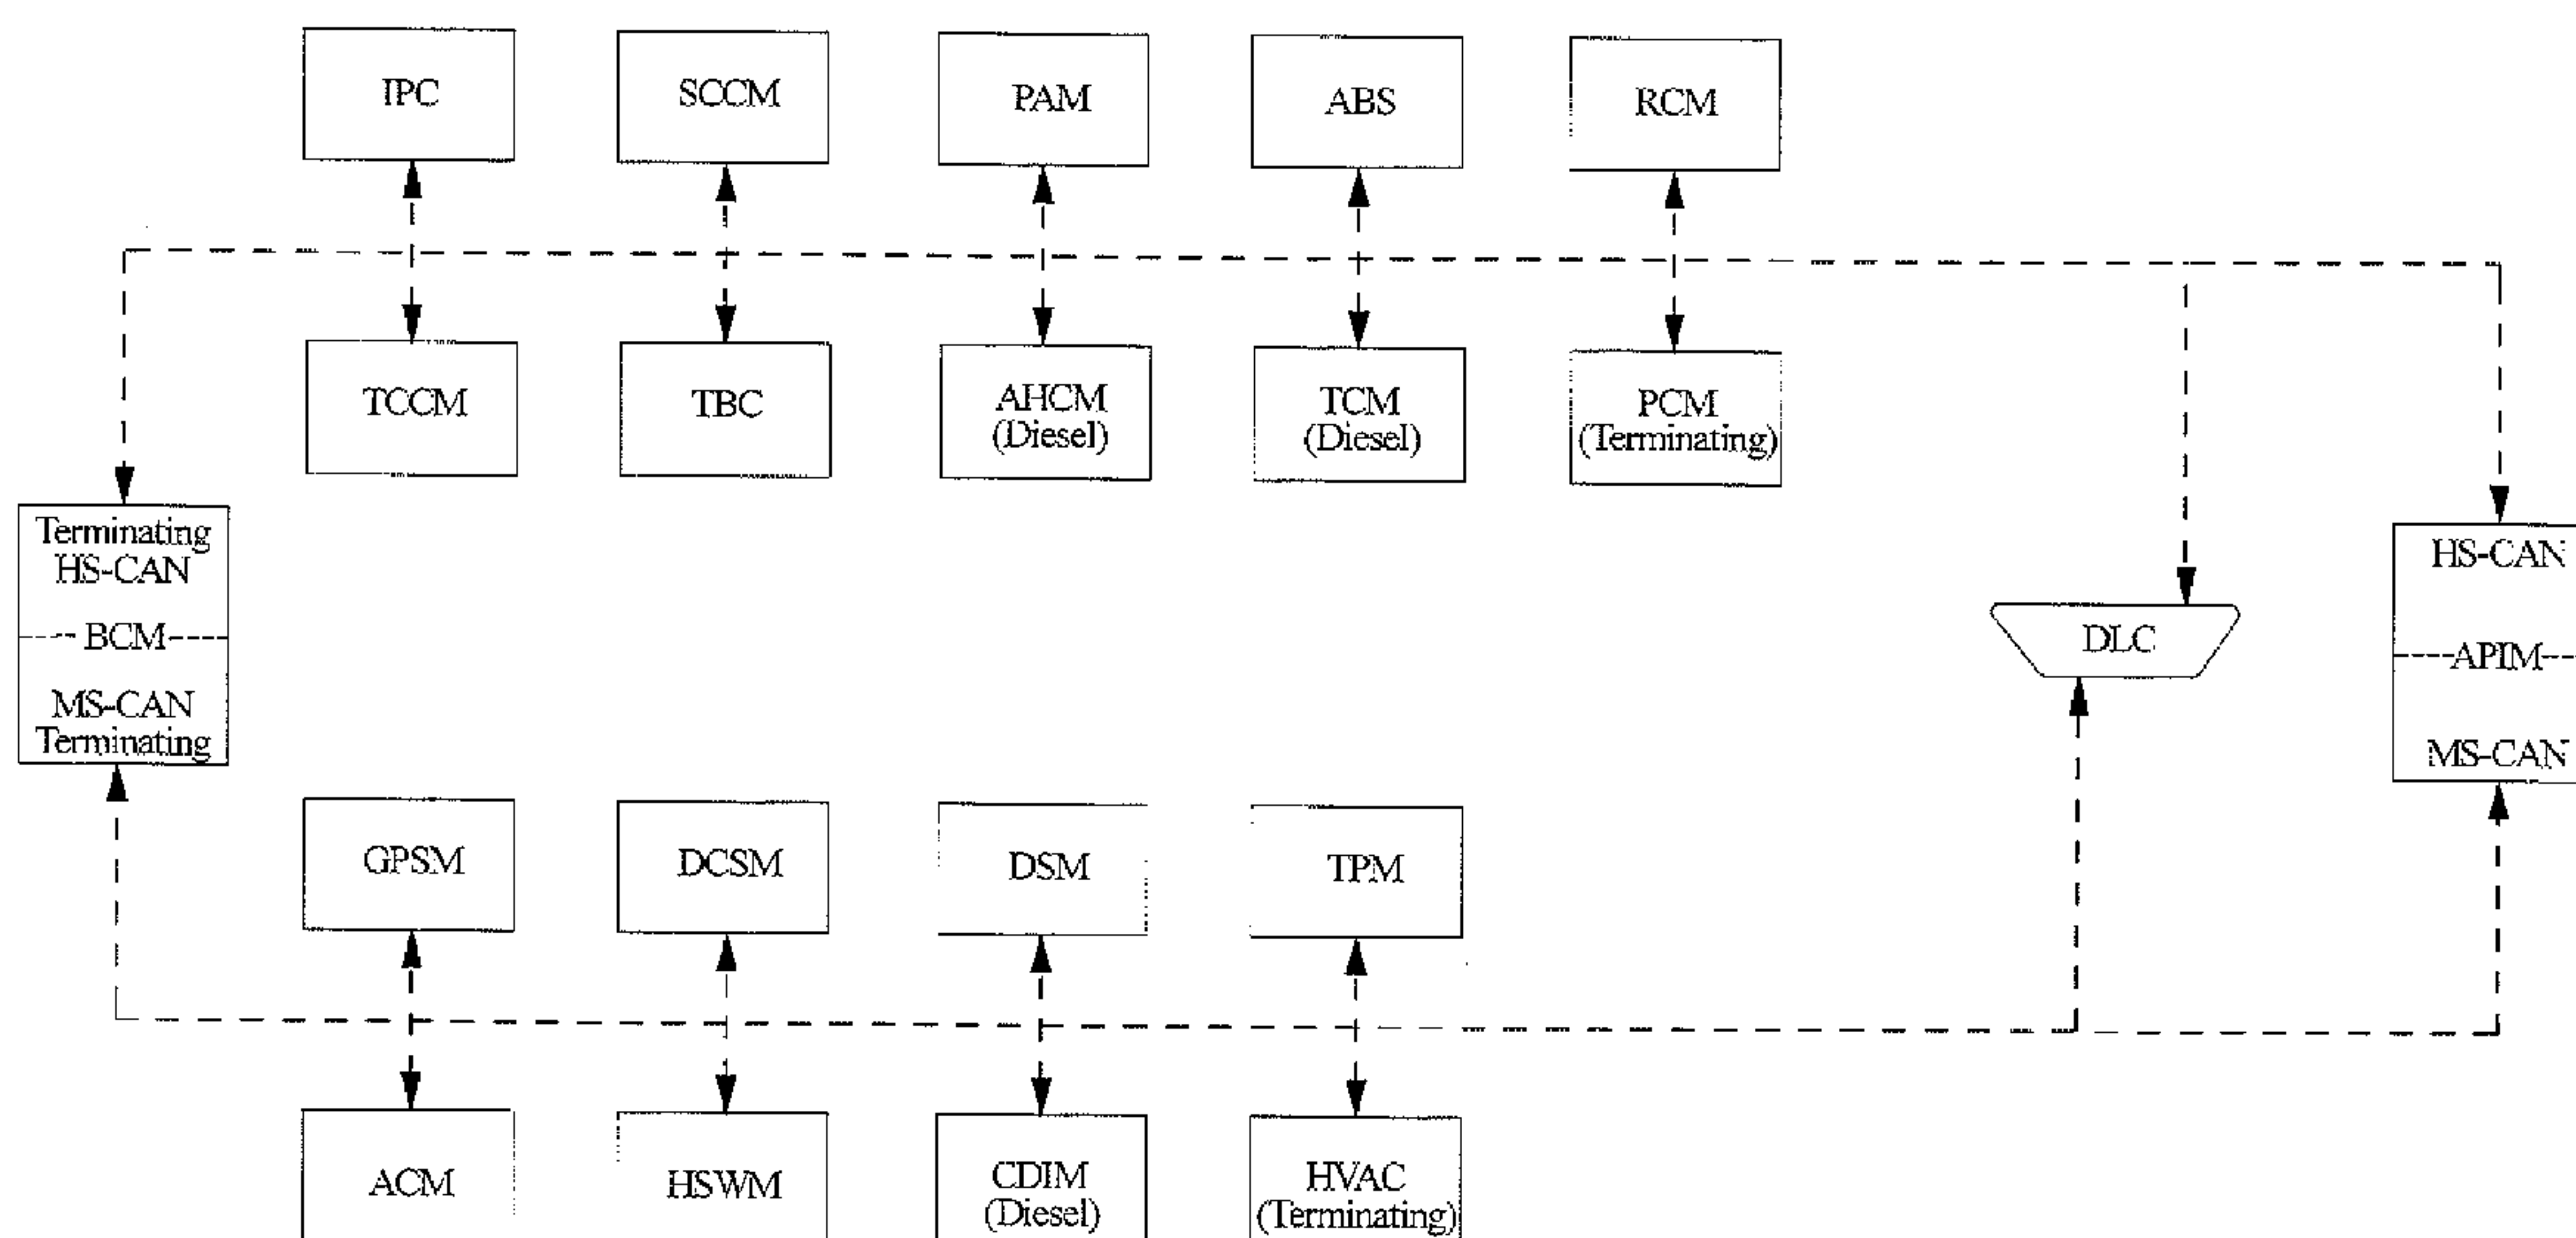 IPC
SCCM
PAM
ABS
RCM
TCCM
TBC
AHCM
(Diesel)
TCM
(Diesel)
PCM
(Terminating)
Terminating
HS-CAN
BCM
MS-CAN
Terminating
DLC
HS-CAN
APIM
MS-CAN
GPSM
DCSM
DSM
TPM
ACM
HSWM
CDIM
(Diesel)
HVAC
(Terminating)